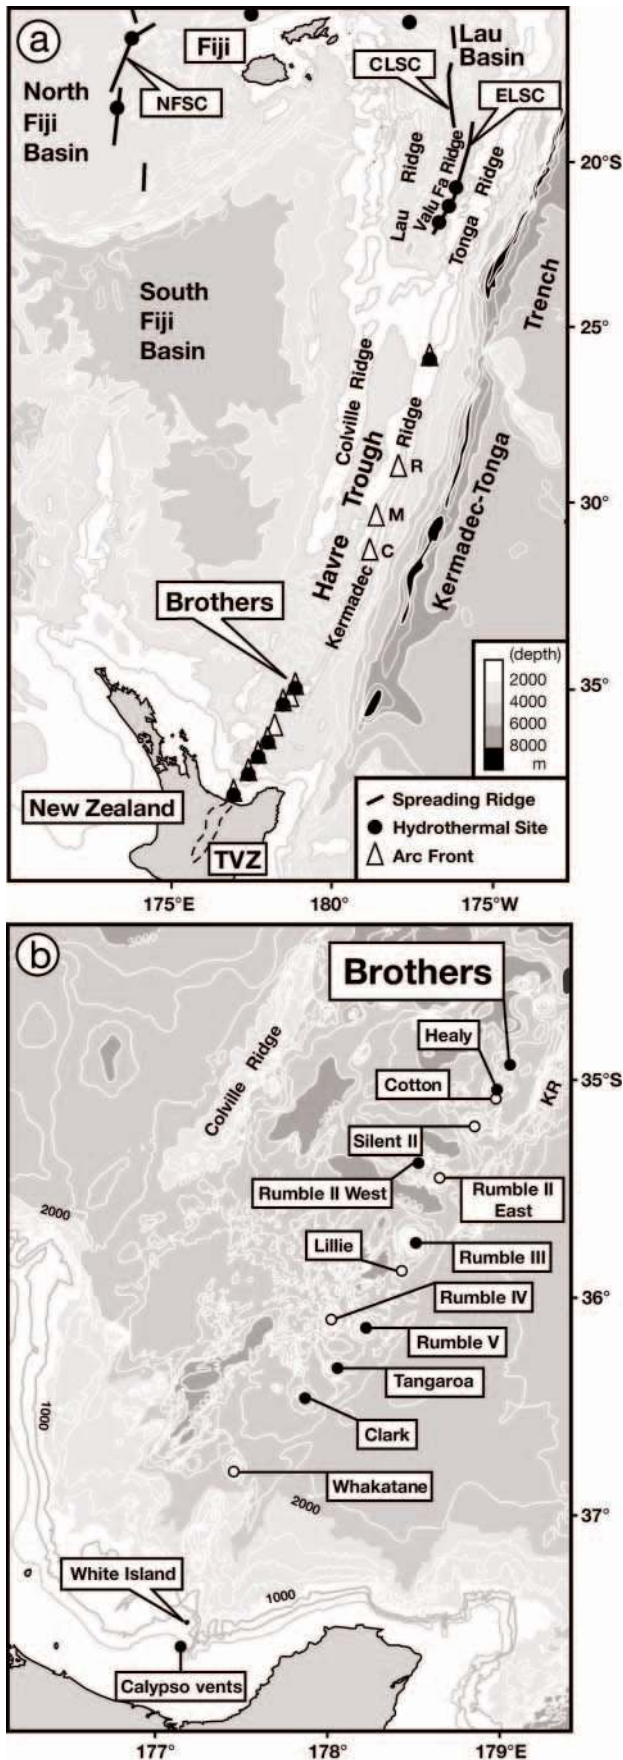 a
Fiji
Lau
Basin
CLSC
ELSC
North
Fiji
Basin
NFSC
20°S
Lau Ridge
Valu Fa Ridge
Tonga Ridge
Trench
South
Fiji
Basin
25°
Colville Ridge
Havre Trough
Kermadec Ridge
R
M
C
30°
Kermadec-Tonga
Brothers
35°
(depth)
2000
4000
6000
8000
m
New Zealand
TVZ
Spreading Ridge
Hydrothermal Site
Arc Front
175°E
180°
175°W
b
3000
Brothers
Healy
Cotton
35°S
KR
Colville Ridge
Silent II
Rumble II West
Rumble II
East
2000
Lillie
Rumble III
Rumble IV
36°
Rumble V
Tangaroa
Clark
1000
Whakatane
2000
37°
White Island
1000
Calypso vents
177°
178°
179°E